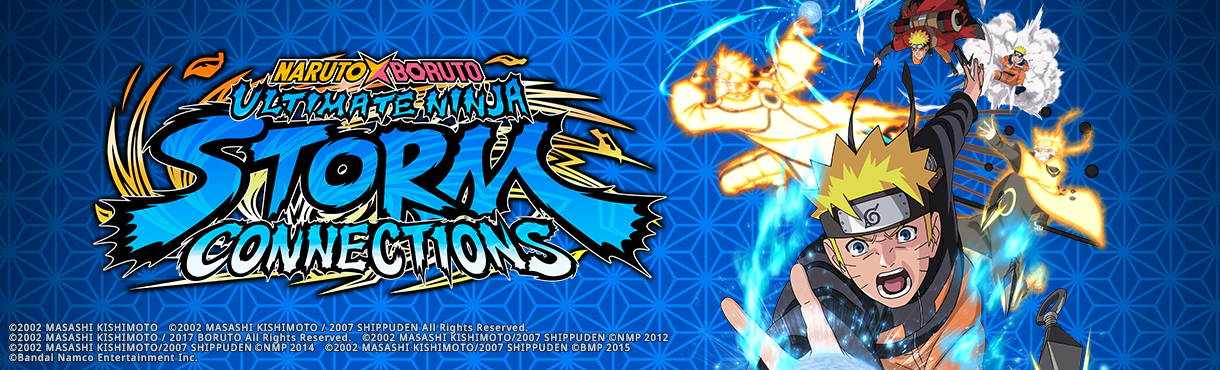 NARUTO X BORUTO
ULTIMATE NINJA
STORM
CONNECTIONS
©2002 MASASHI KISHIMOTO ©2002 MASASHI KISHIMOTO / 2007 SHIPPUDEN All Rights Reserved.
©2002 MASASHI KISHIMOTO / 2017 BORUTO All Rights Reserved. ©2002 MASASHI KISHIMOTO/2007 SHIPPUDEN ©NMP 2012
©2002 MASASHI KISHIMOTO/2007 SHIPPUDEN ©NMP 2014 ©2002 MASASHI KISHIMOTO/2007 SHIPPUDEN ©BMP 2015
©Bandai Namco Entertainment Inc.